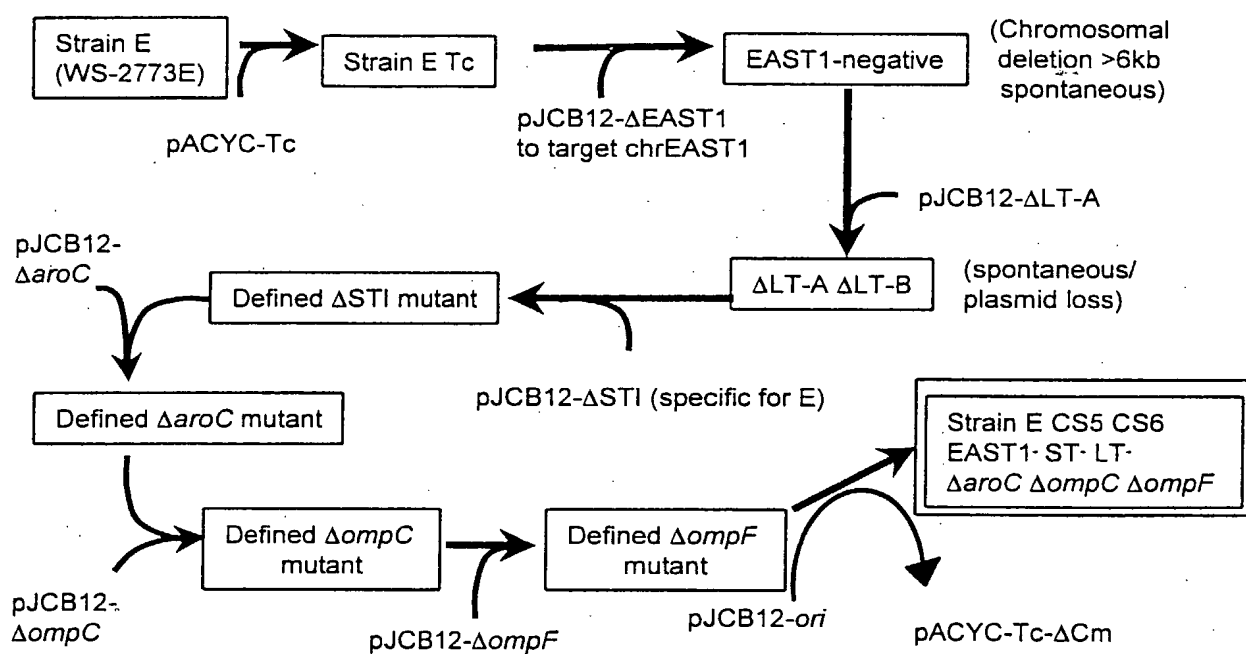 Strain E
(WS-2773E)
Strain E Tc
EAST1-negative
(Chromosomal
deletion >6kb
spontaneous)
pACYC-Tc
pJCB12-ΔEAST1
to target chrEAST1
pJCB12-ΔLT-A
pJCB12-
ΔaroC
Defined ΔSTI mutant
ΔLT-A ΔLT-B
(spontaneous/
plasmid loss)
pJCB12-ΔSTI (specific for E)
Defined ΔaroC mutant
Strain E CS5 CS6
EAST1- ST- LT-
ΔaroC ΔompC ΔompF
Defined ΔompC
mutant
Defined ΔompF
mutant
pJCB12-
ΔompC
pJCB12-ΔompF
pJCB12-ori
pACYC-Tc-ΔCm